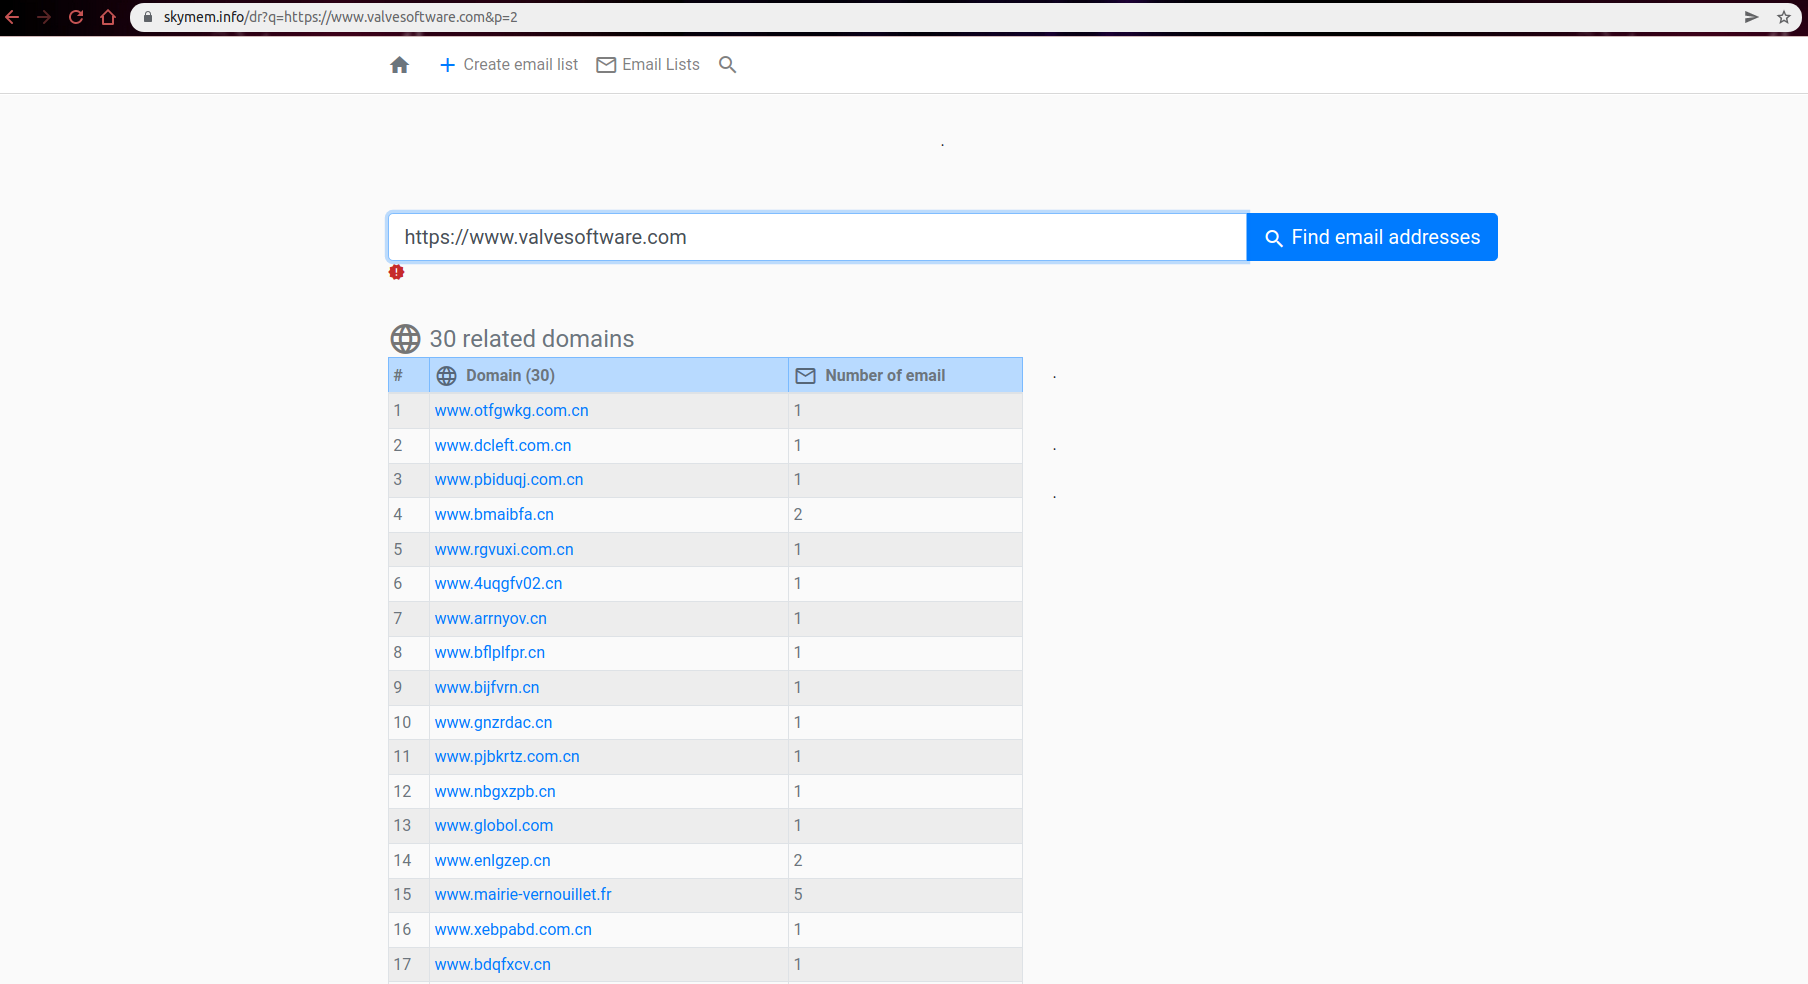 skymem.info/dr?q=https://www.valvesoftware.com&p=2
Create email list Email Lists
.
https://www.valvesoftware.com Find email addresses
30 related domains
# Domain (30) Number of email
.
1 www.otfgwkg.com.cn 1
2 www.dcleft.com.cn 1
.
3 www.pbiduqj.com.cn 1
.
4 www.bmaibfa.cn 2
5 www.rgvuxi.com.cn 1
6 www.4uqgfv02.cn 1
7 www.arrnyov.cn 1
8 www.bflplfpr.cn 1
9 www.bijfvrn.cn 1
10 www.gnzrdac.cn 1
11 www.pjbkrtz.com.cn 1
12 www.nbgxzpb.cn 1
13 www.globol.com 1
14 www.enlgzep.cn 2
15 www.mairie-vernouillet.fr 5
16 www.xebpabd.com.cn 1
17 www.bdqfxcv.cn 1